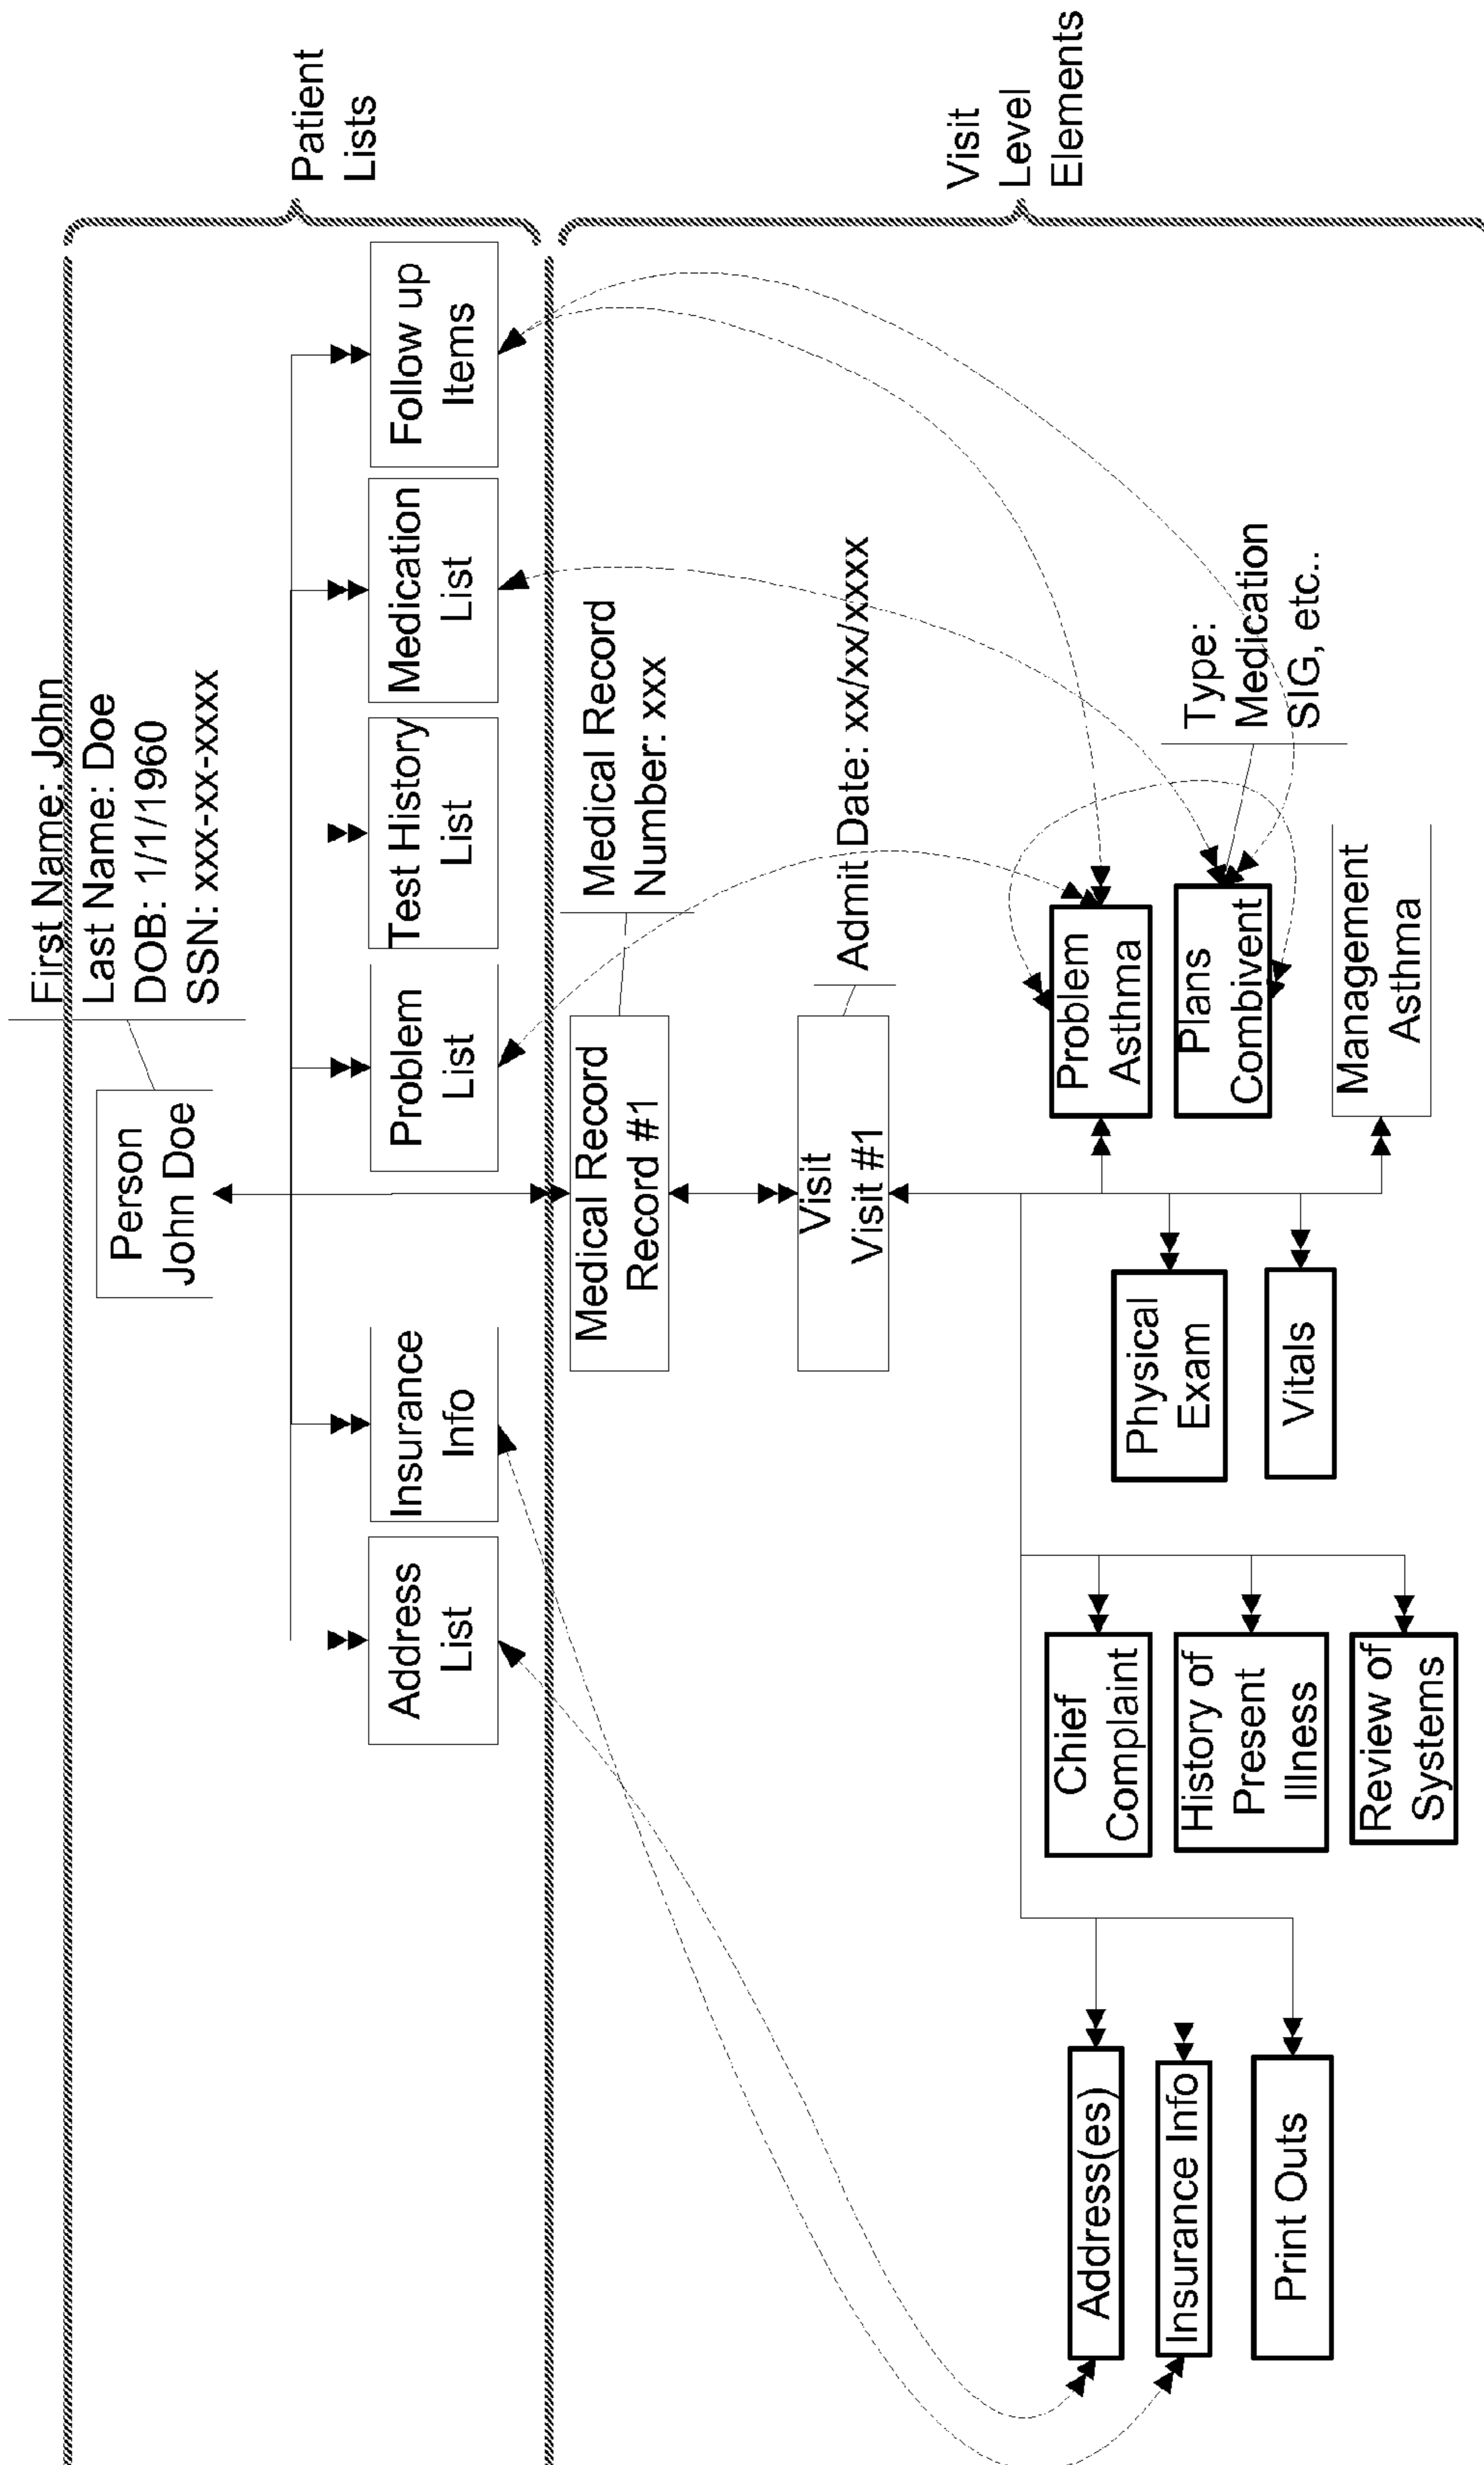 First Name: John
Last Name: Doe
DOB: 1/1/1960
SSN: xxx-xx-xxxx
Person
John Doe
Patient
Lists
Address
List
Insurance
Info
Problem
List
Test History
List
Medication
List
Follow up
Items
Medical Record
Record #1
Medical Record
Number: xxx
Visit
Visit #1
Admit Date: xx/xx/xxxx
Visit
Level
Elements
Address(es)
Insurance Info
Print Outs
Chief
Complaint
History of
Present
Illness
Review of
Systems
Physical
Exam
Vitals
Problem
Asthma
Plans
Combivent
Type:
Medication
SIG, etc..
Management
Asthma